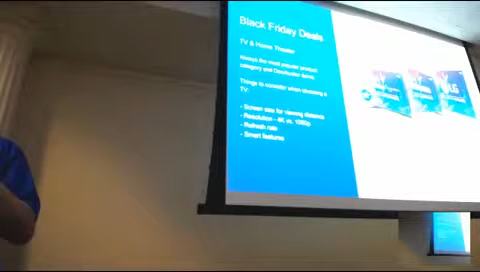 Black Friday Deals
TV & Home Theater
Always the most popular product
category and Doorbuster items.
Things to consider when choosing a
TV:
- Screen size for viewing distance
- Resolution - 4K vs. 1080p
- Refresh rate
- Smart features
LG